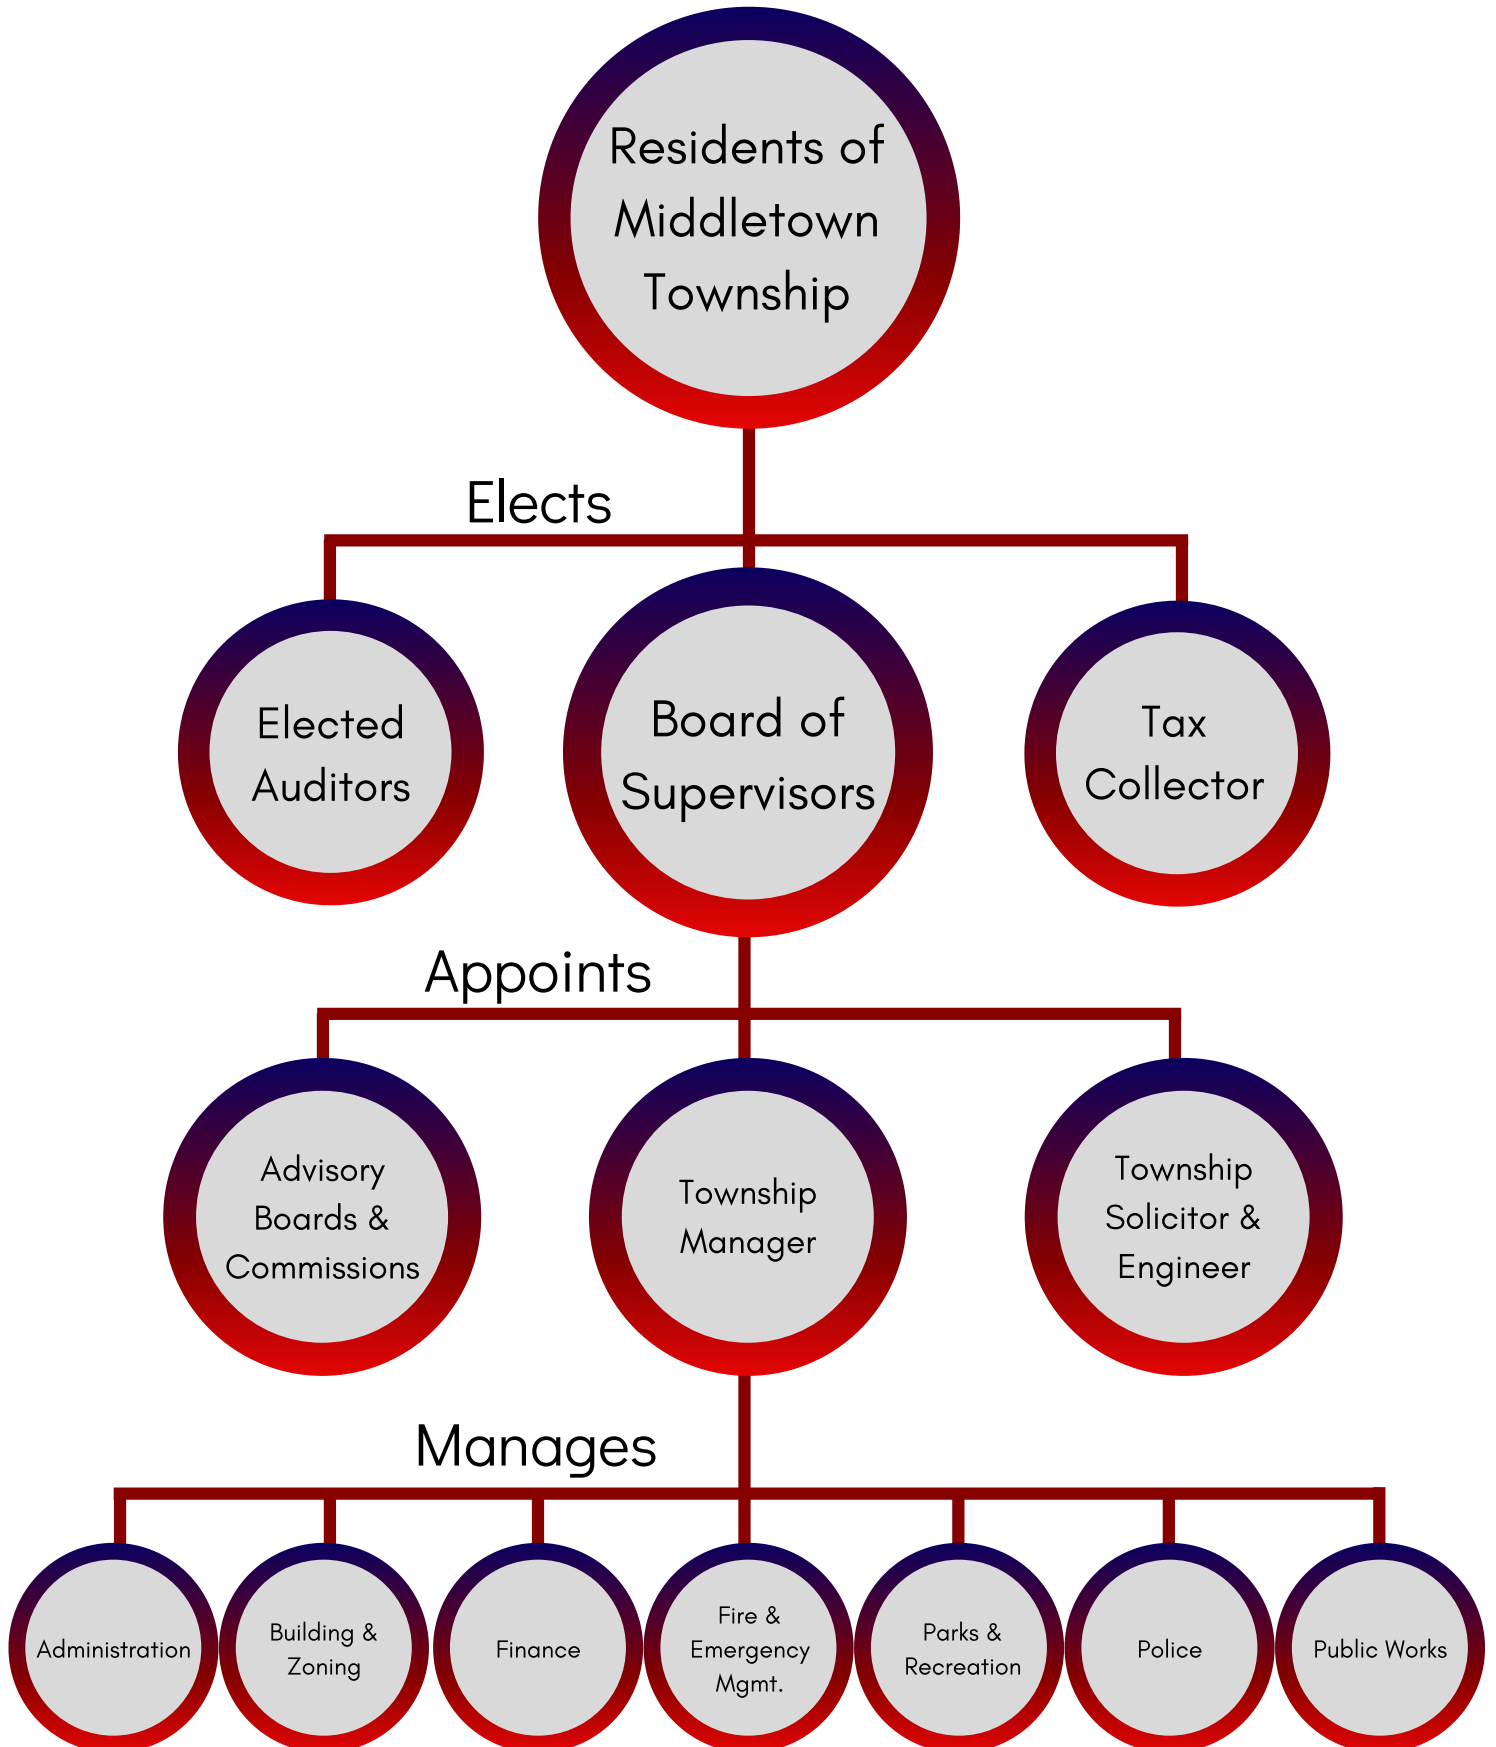 Residents of
Middletown
Township
Elects
Elected
Auditors
Board of
Supervisors
Tax
Collector
Appoints
Advisory
Boards &
Commissions
Township
Manager
Township
Solicitor &
Engineer
Manages
Administration
Building &
Zoning
Finance
Fire &
Emergency
Mgmt.
Parks &
Recreation
Police
Public Works